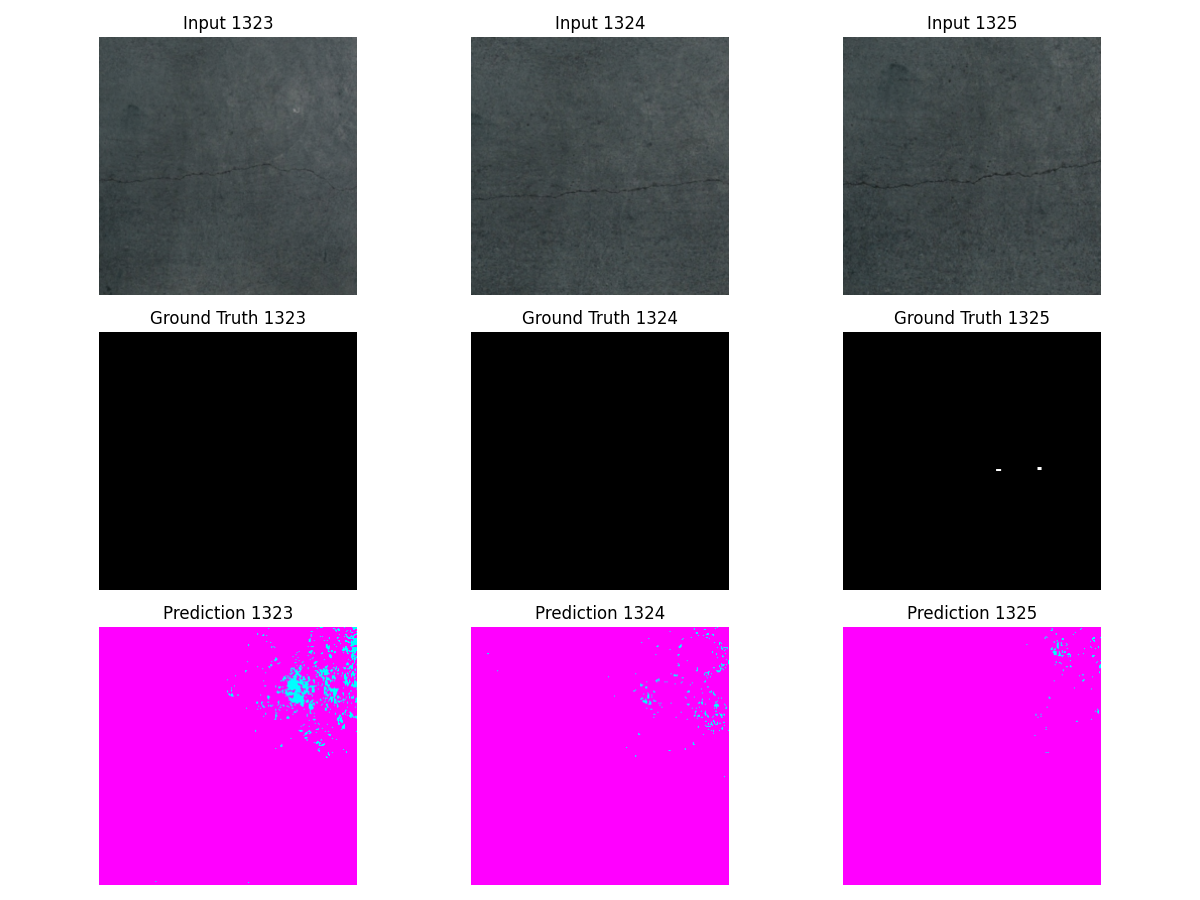 Input 1323
Input 1324
Input 1325
Ground Truth 1323
Ground Truth 1324
Ground Truth 1325
Prediction 1323
Prediction 1324
Prediction 1325